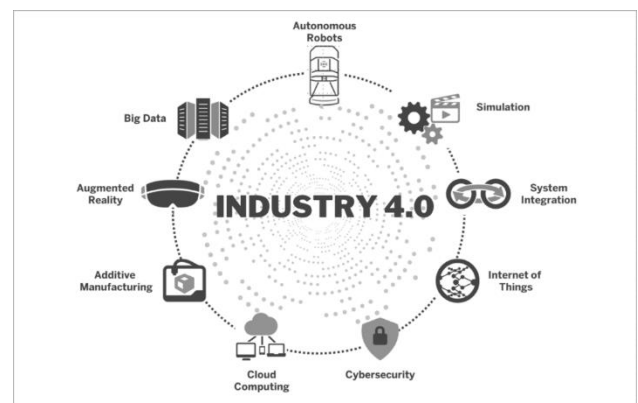 Autonomous
Robots
Simulation
System
Integration
Internet of
Things
Cybersecurity
Cloud
Computing
Additive
Manufacturing
Augmented
Reality
Big Data
INDUSTRY 4.0